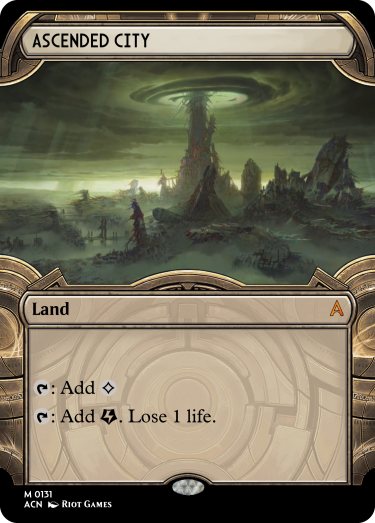 ASCENDED CITY
Land
A
: Add
: Add . Lose 1 life.
M 0131
ACN Riot Games